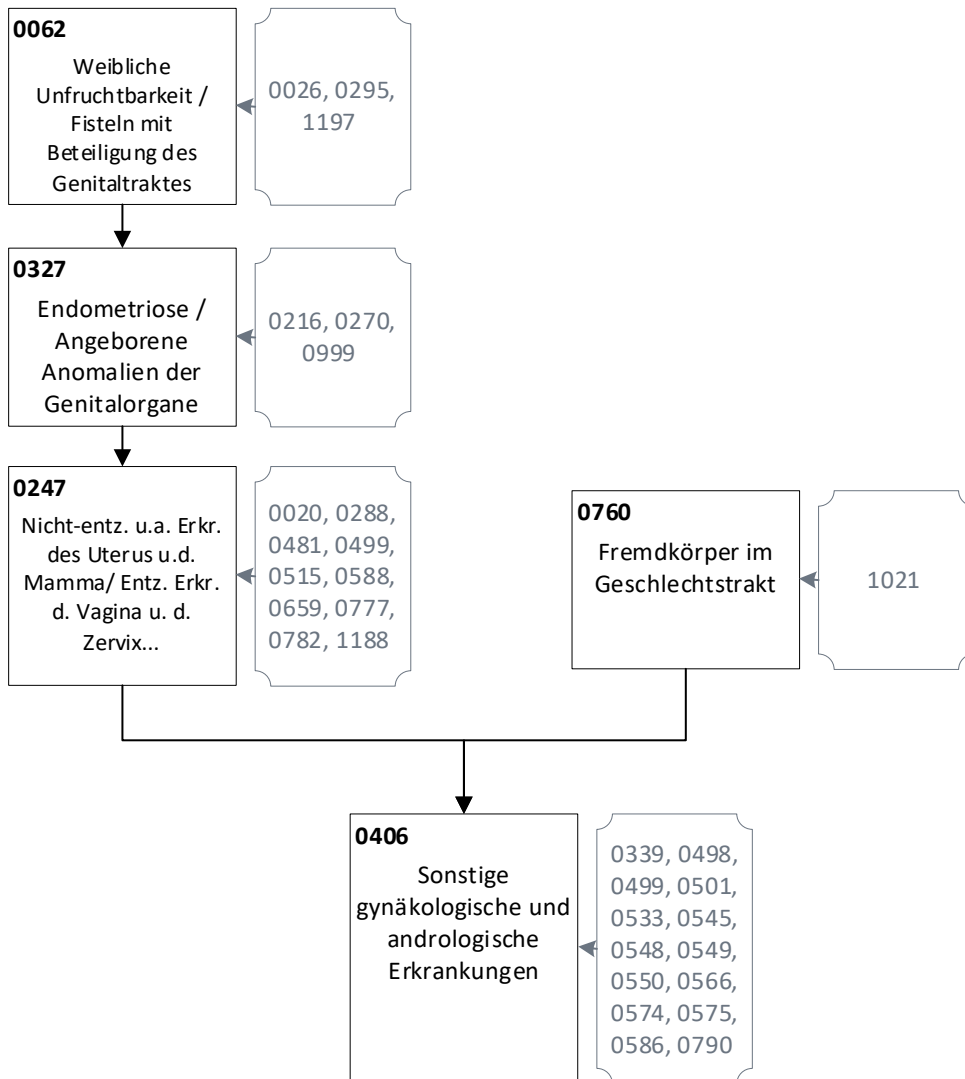 0062
Weibliche
Unfruchtbarkeit /
Fisteln mit
Beteiligung des
Genitaltraktes
0026, 0295,
1197
0327
Endometriose /
Angeborene
Anomalien der
Genitalorgane
0216, 0270,
0999
0247
Nicht-entz. u.a. Erkr.
des Uterus u.d.
Mamma/ Entz. Erkr.
d. Vagina u. d.
Zervix...
0020, 0288,
0481, 0499,
0515, 0588,
0659, 0777,
0782, 1188
0760
Fremdkörper im
Geschlechtstrakt
1021
0406
Sonstige
gynäkologische und
andrologische
Erkrankungen
0339, 0498,
0499, 0501,
0533, 0545,
0548, 0549,
0550, 0566,
0574, 0575,
0586, 0790